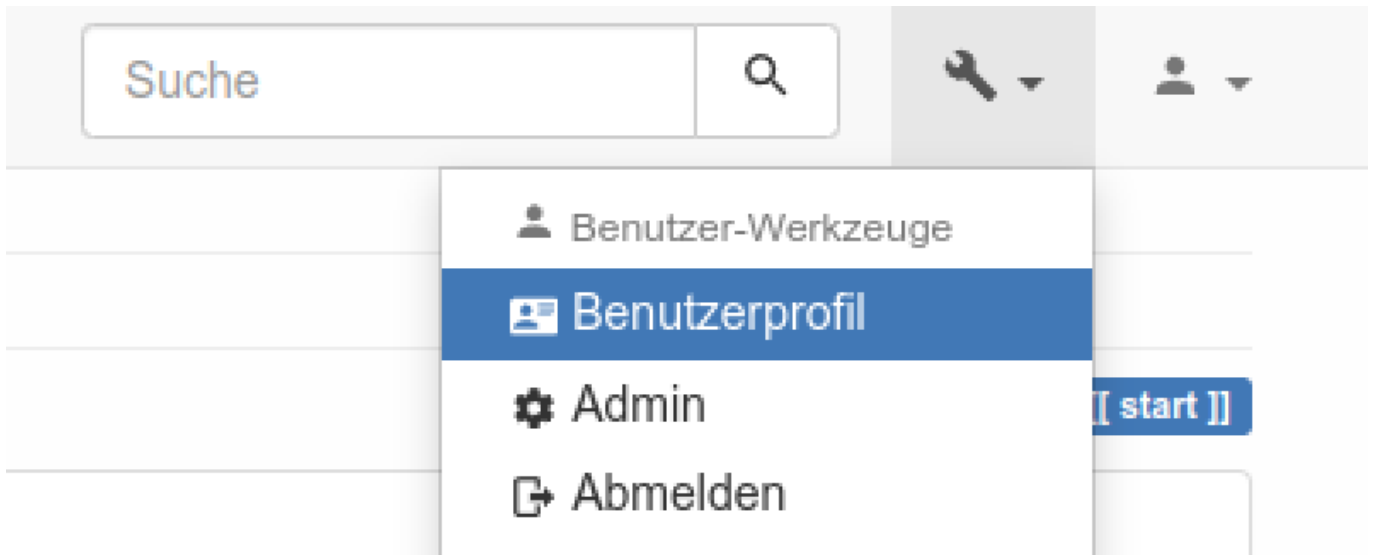 Suche
Benutzer-Werkzeuge
Benutzerprofil
Admin
[[ start ]]
Abmelden